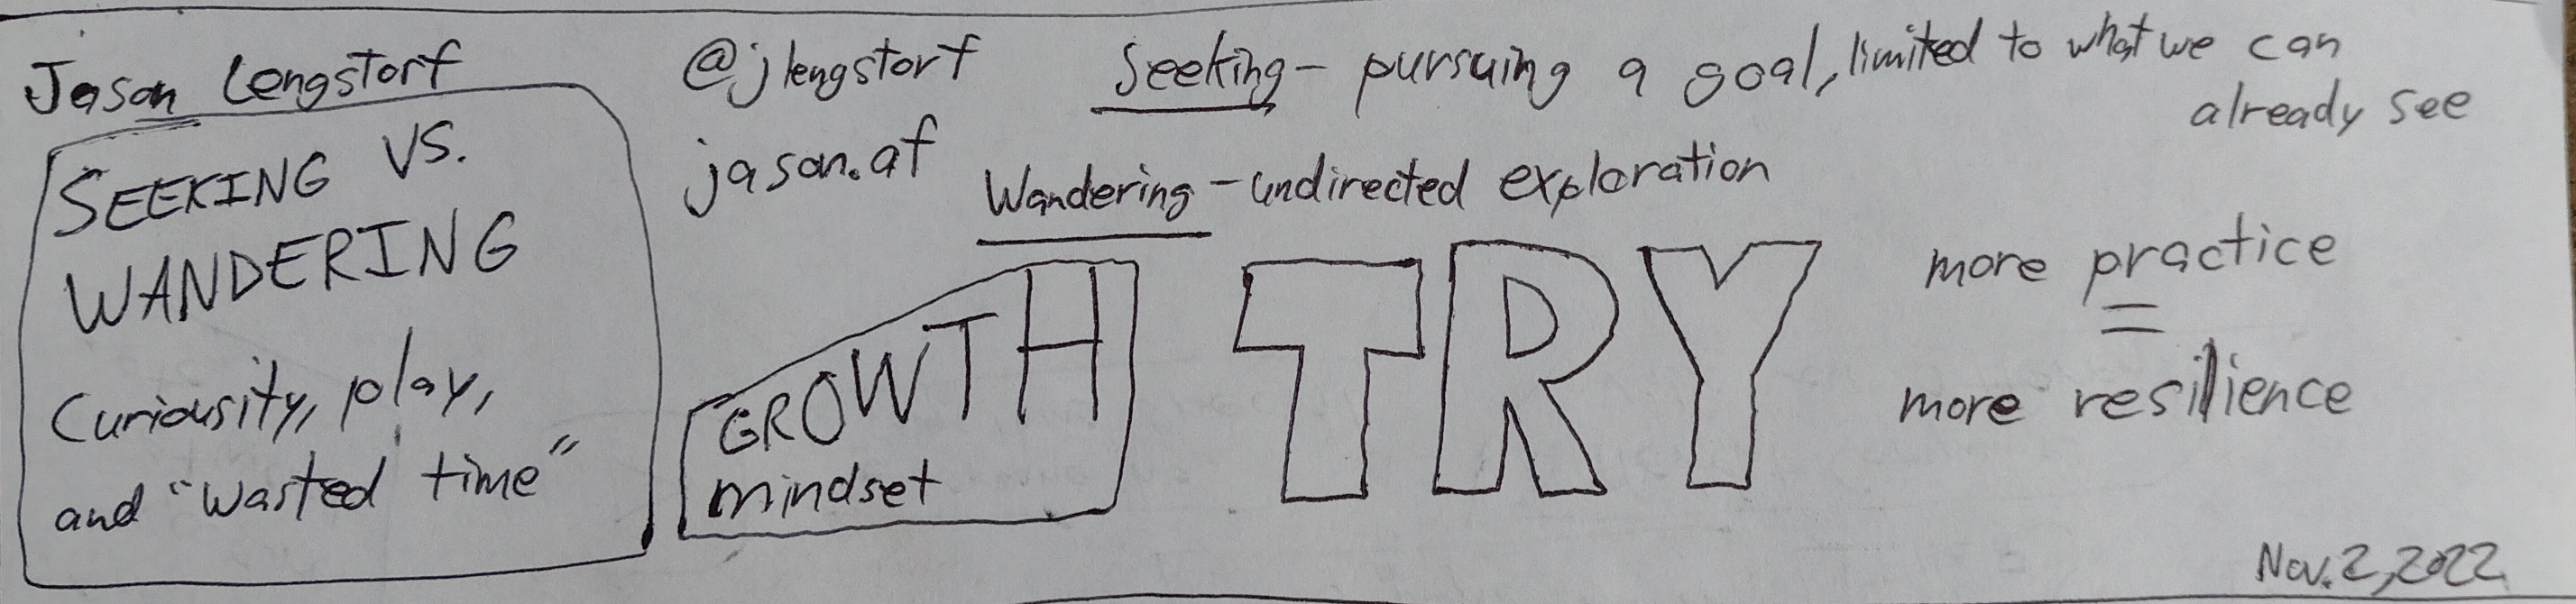 Jason Lengstorf
SEEKING VS.
WANDERING
Curiousity, play,
and "wasted time"
@jlengstorf
jason.af
Seeking - pursuing a goal, limited to what we can
already see
Wandering - undirected exploration
GROWTH
mindset
TRY
more practice
=
more resilience
Nov. 2, 2022